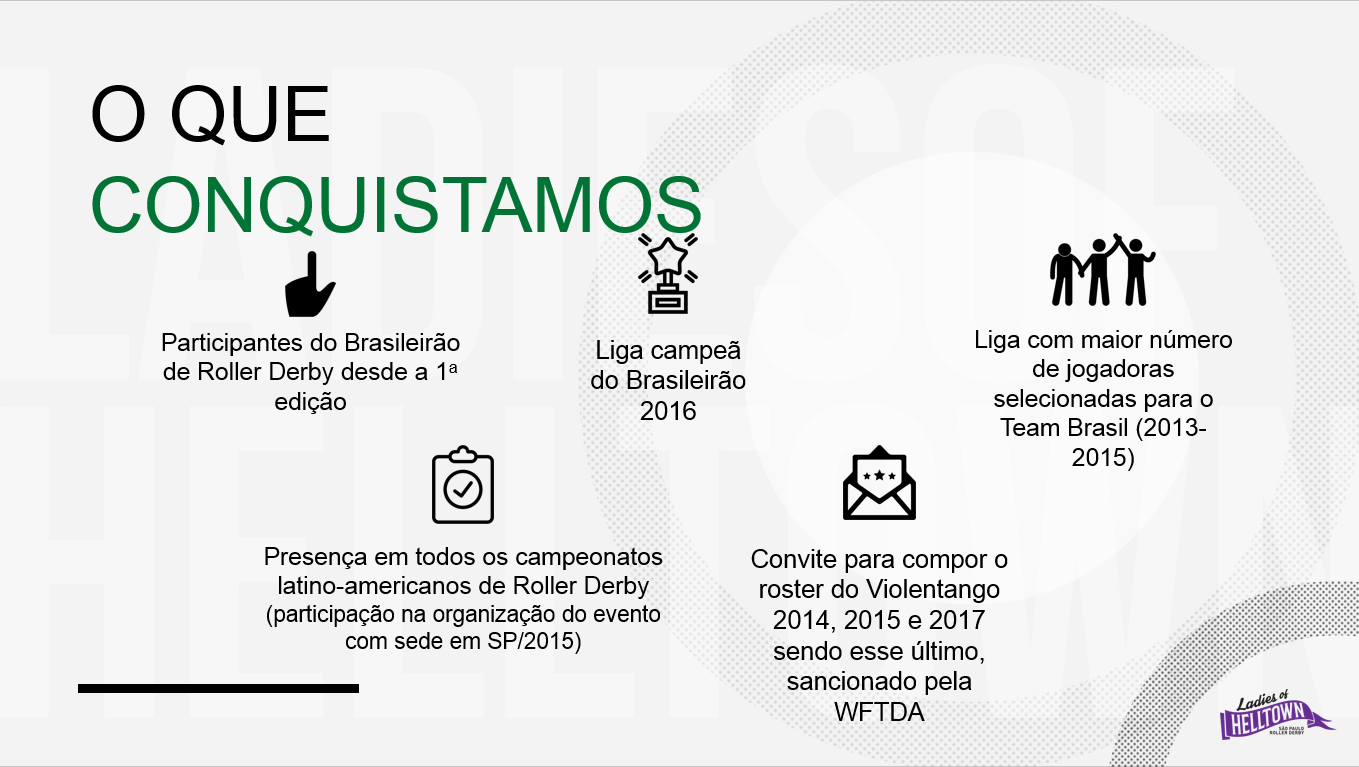 O QUE
CONQUISTAMOS
Participantes do Brasileirão
de Roller Derby desde a 1ª
edição
Liga campeã
do Brasileirão
2016
Liga com maior número
de jogadoras
selecionadas para o
Team Brasil (2013-
2015)
Presença em todos os campeonatos
latino-americanos de Roller Derby
(participação na organização do evento
com sede em SP/2015)
Convite para compor o
roster do Violentango
2014, 2015 e 2017
sendo esse último,
sancionado pela
WFTDA
Ladies of
HELLTOWN
SÃO PAULO
ROLLER DERBY
LADIES OF
HELLTOWN